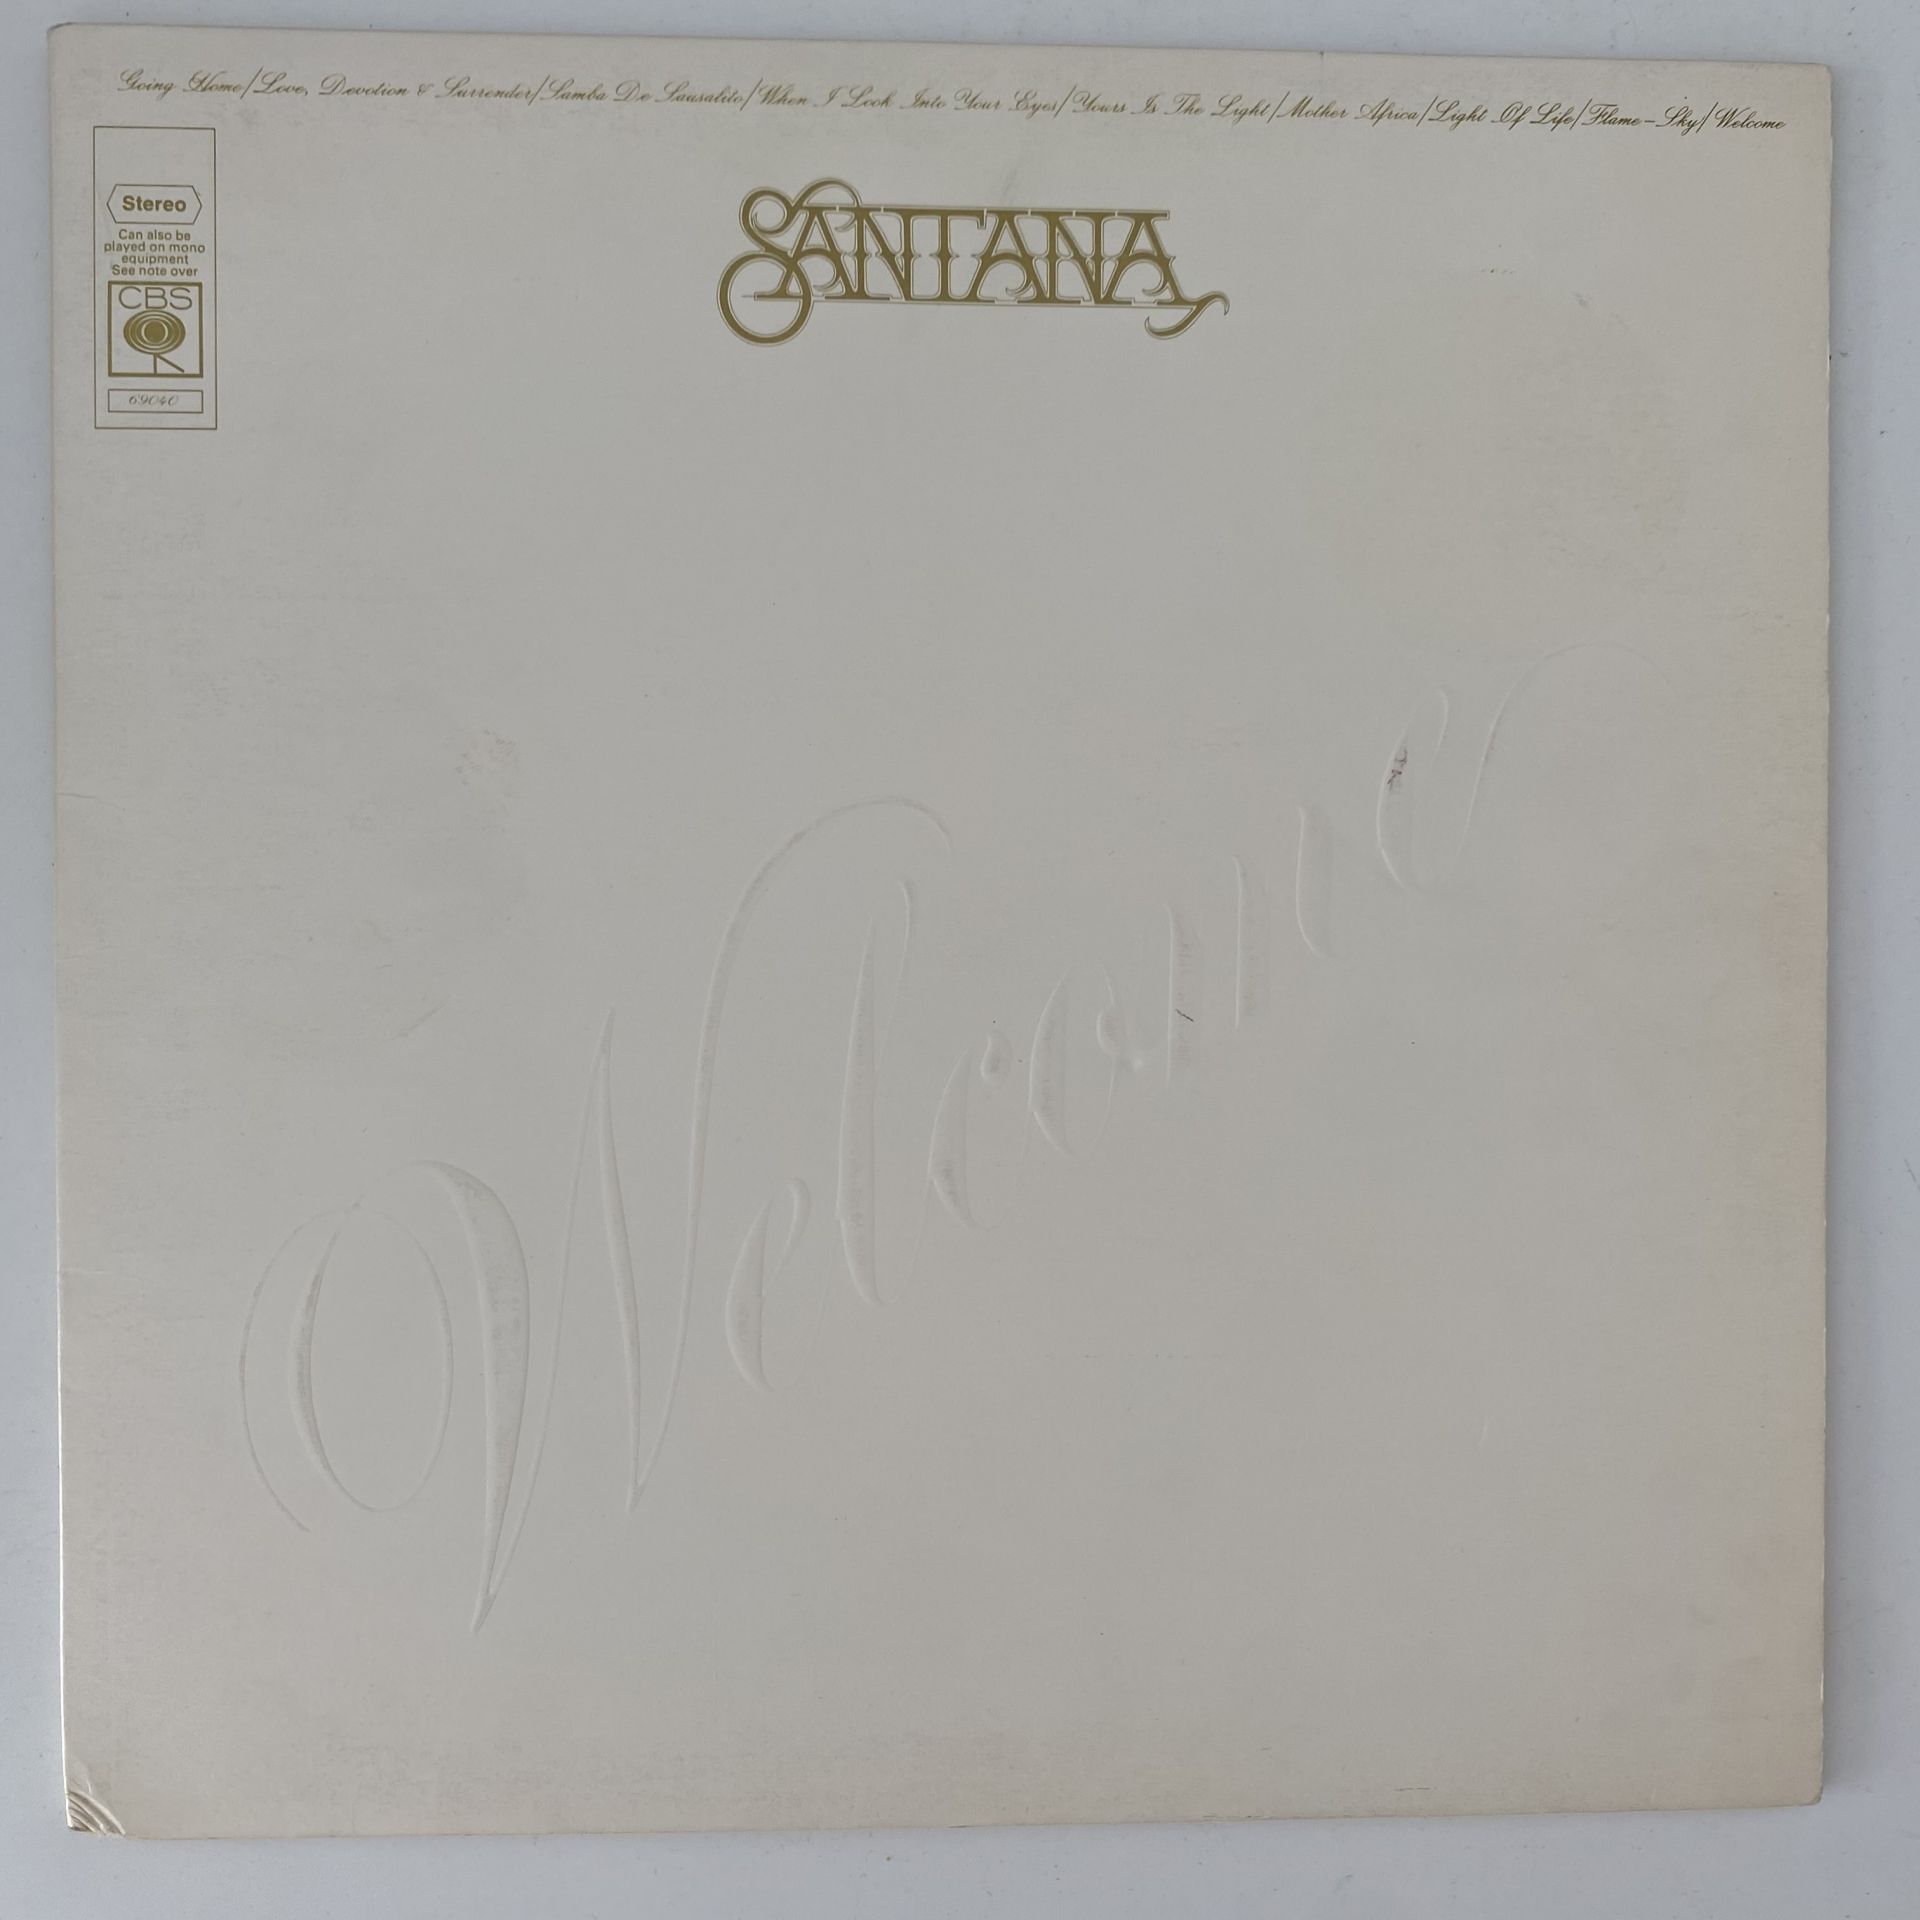 Going Home/Love, Devotion & Surrender/Samba De Sausalito/When I Look Into Your Eyes/Yours Is The Light/Mother Africa/Light Of Life/Flame-Sky/Welcome
SANTANA
Stereo
Can also be
played on mono
equipment
See note over
CBS
69040
Welcome